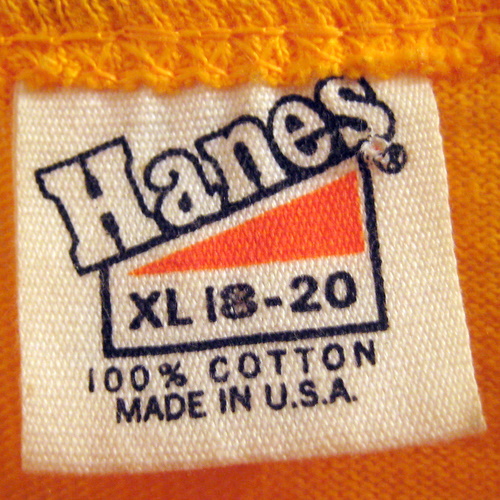 Hanes®
XL 18-20
100% COTTON
MADE IN U.S.A.